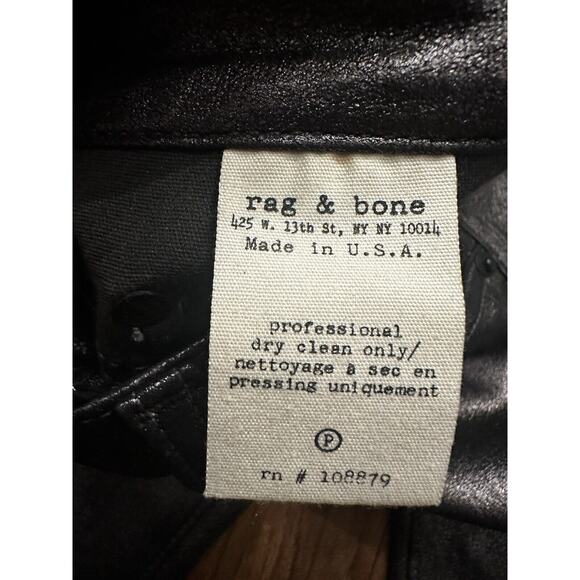 rag & bone
425 W. 13th St, NY NY 10014
Made in U.S.A.
professional
dry clean only/
nettoyage à sec en
pressing uniquement
P
rn # 108879